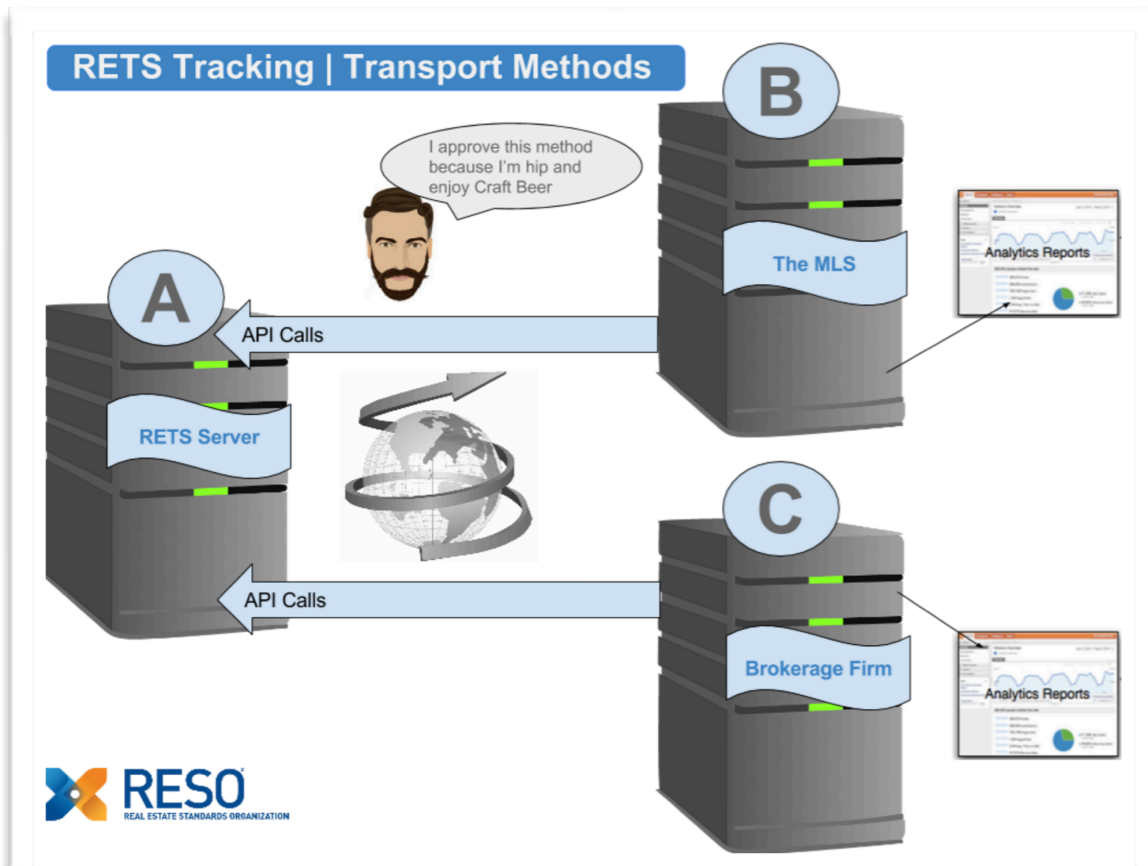 RETS Tracking | Transport Methods
B
I approve this method
because I'm hip and
enjoy Craft Beer
The MLS
Analytics Reports
A
API Calls
RETS Server
C
API Calls
Brokerage Firm
Analytics Reports
RESO
REAL ESTATE STANDARDS ORGANIZATION